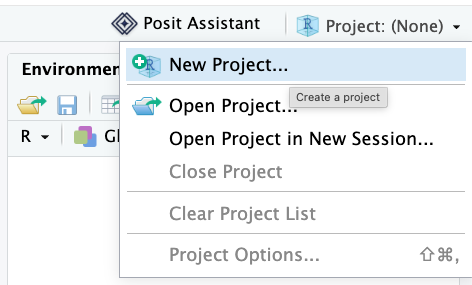 Posit Assistant
Project: (None)
Environmen
New Project...
Create a project
Open Project...
R
Gl
Open Project in New Session...
Close Project
Clear Project List
Project Options...
⇧⌘,